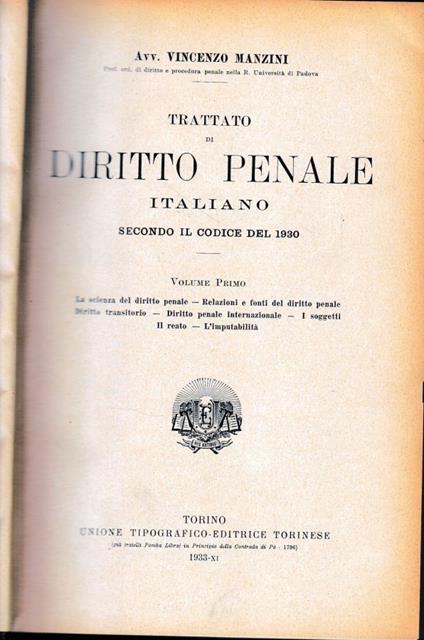 Avv. VINCENZO MANZINI
Prof. ord. di diritto e procedura penale nella R. Università di Padova
TRATTATO
DI
DIRITTO PENALE
ITALIANO
SECONDO IL CODICE DEL 1930
VOLUME PRIMO
La scienza del diritto penale — Relazioni e fonti del diritto penale
Diritto transitorio — Diritto penale internazionale — I soggetti
Il reato — L'imputabilità
TORINO
UNIONE TIPOGRAFICO-EDITRICE TORINESE
(già fratelli Pomba Librai in Principio della Contrada di Po - 1796)
1933-XI